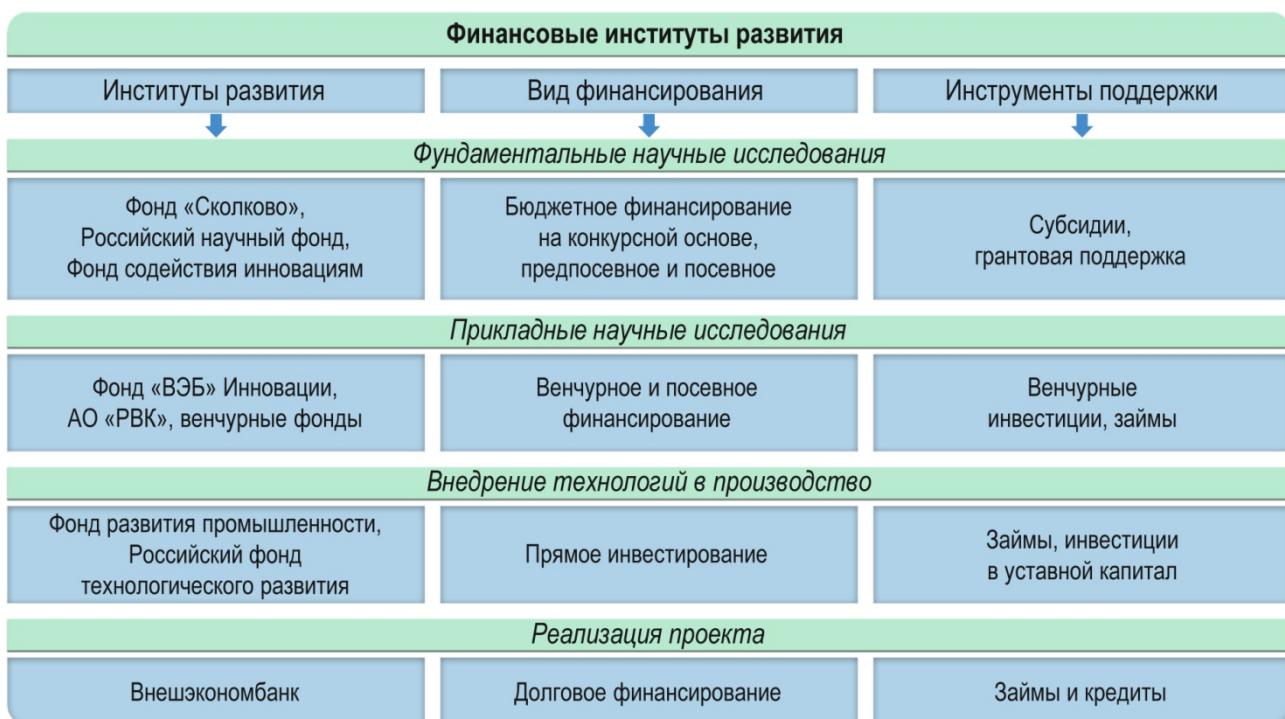 Финансовые институты развития
Институты развития
Вид финансирования
Инструменты поддержки
Фундаментальные научные исследования
Фонд «Сколково»,
Российский научный фонд,
Фонд содействия инновациям
Бюджетное финансирование
на конкурсной основе,
предпосевное и посевное
Субсидии,
грантовая поддержка
Прикладные научные исследования
Фонд «ВЭБ» Инновации,
АО «РВК», венчурные фонды
Венчурное и посевное
финансирование
Венчурные
инвестиции, займы
Внедрение технологий в производство
Фонд развития промышленности,
Российский фонд
технологического развития
Прямое инвестирование
Займы, инвестиции
в уставной капитал
Реализация проекта
Внешэкономбанк
Долговое финансирование
Займы и кредиты